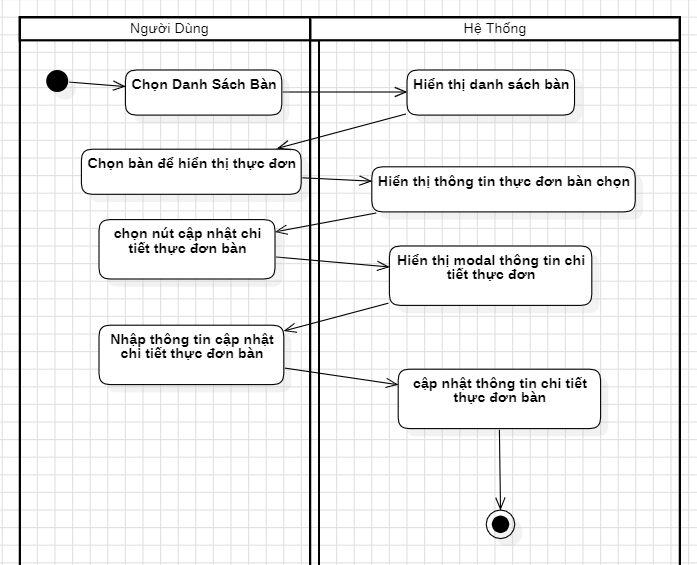 Người Dùng
Hệ Thống
Chọn Danh Sách Bàn
Hiển thị danh sách bàn
Chọn bàn để hiển thị thực đơn
Hiển thị thông tin thực đơn bàn chọn
chọn nút cập nhật chi
tiết thực đơn bàn
Hiển thị modal thông tin chi
tiết thực đơn
Nhập thông tin cập nhật
chi tiết thực đơn bàn
cập nhật thông tin chi tiết
thực đơn bàn